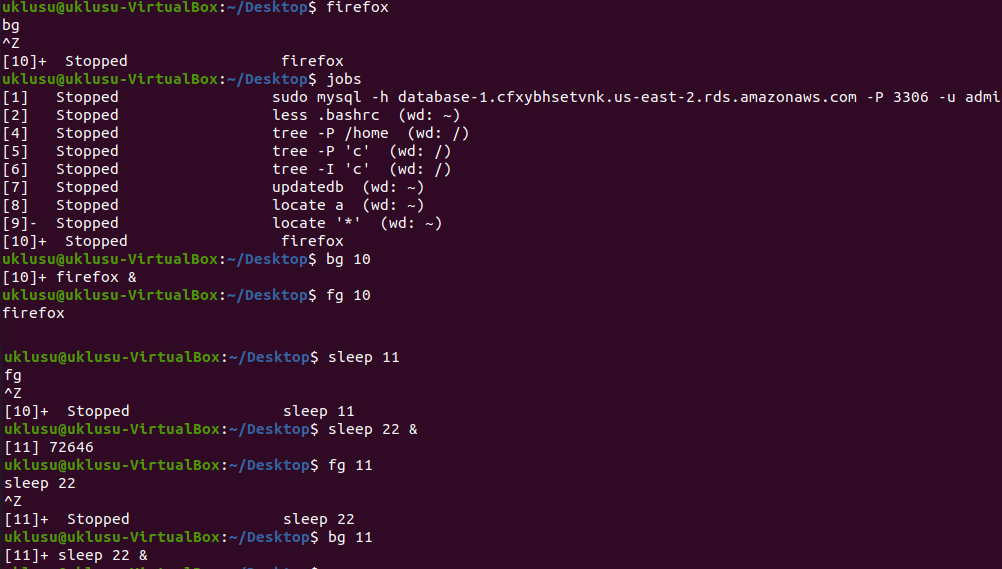 uklusu@uklusu-VirtualBox:~/Desktop$ firefox
bg
^Z
[10]+  Stopped                 firefox
uklusu@uklusu-VirtualBox:~/Desktop$ jobs
[1]   Stopped                 sudo mysql -h database-1.cfxybhsetvnk.us-east-2.rds.amazonaws.com -P 3306 -u admi
[2]   Stopped                 less .bashrc  (wd: ~)
[4]   Stopped                 tree -P /home  (wd: /)
[5]   Stopped                 tree -P 'c'  (wd: /)
[6]   Stopped                 tree -I 'c'  (wd: /)
[7]   Stopped                 updatedb  (wd: ~)
[8]   Stopped                 locate a  (wd: ~)
[9]-  Stopped                 locate '*'  (wd: ~)
[10]+  Stopped                 firefox
uklusu@uklusu-VirtualBox:~/Desktop$ bg 10
[10]+ firefox &
uklusu@uklusu-VirtualBox:~/Desktop$ fg 10
firefox
uklusu@uklusu-VirtualBox:~/Desktop$ sleep 11
fg
^Z
[10]+  Stopped                 sleep 11
uklusu@uklusu-VirtualBox:~/Desktop$ sleep 22 &
[11] 72646
uklusu@uklusu-VirtualBox:~/Desktop$ fg 11
sleep 22
^Z
[11]+  Stopped                 sleep 22
uklusu@uklusu-VirtualBox:~/Desktop$ bg 11
[11]+ sleep 22 &